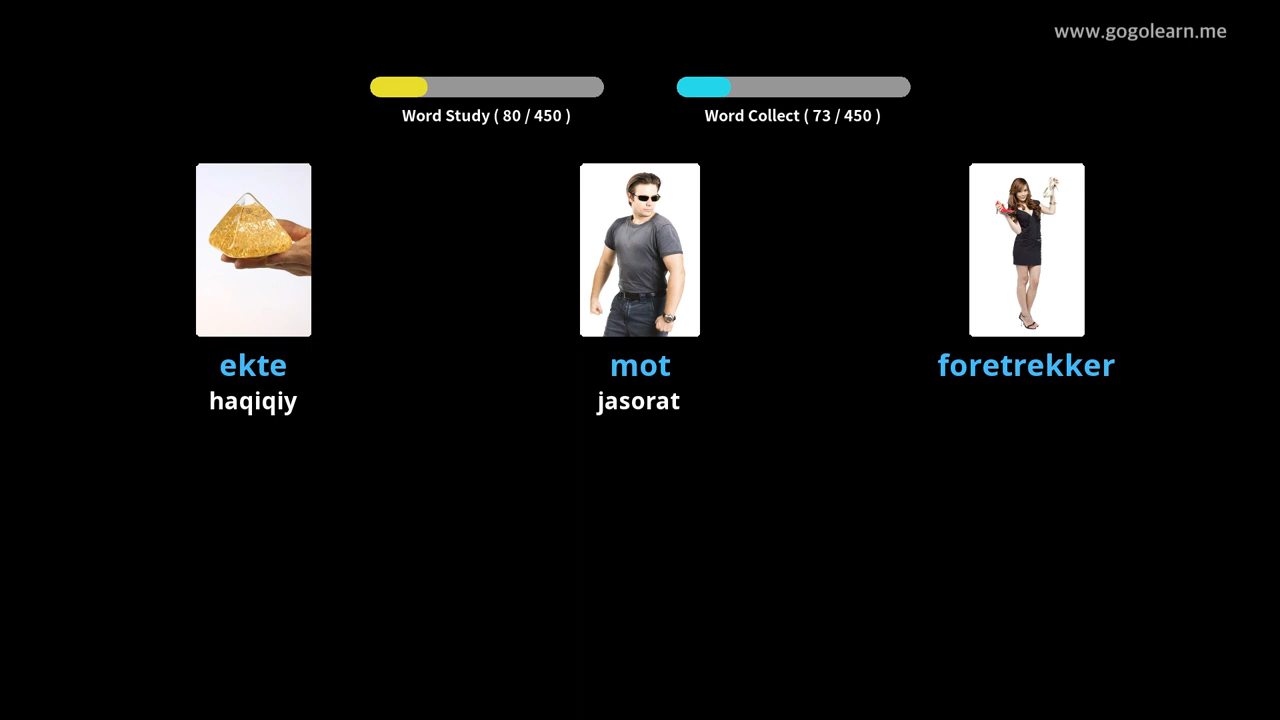 www.gogolearn.me
Word Study ( 80 / 450 )
Word Collect ( 73 / 450 )
ekte
mot
foretrekker
haqiqiy
jasorat